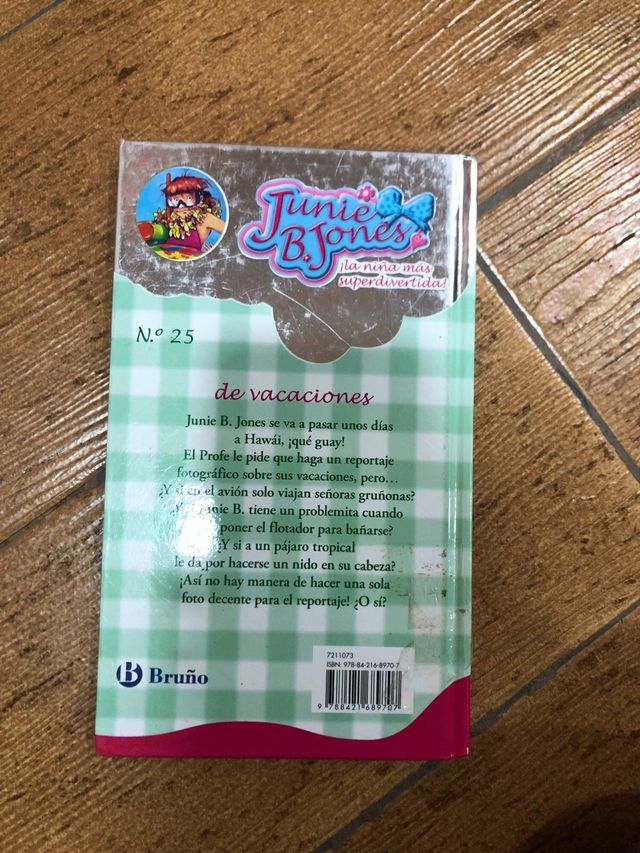 Junie
B. Jones
¡la niña más
superdivertida!
N.º 25
de vacaciones
Junie B. Jones se va a pasar unos días
a Hawái, ¡qué guay!
El Profe le pide que haga un reportaje
fotográfico sobre sus vacaciones, pero...
¿Y si en el avión solo viajan señoras gruñonas?
Junie B. tiene un problemita cuando
poner el flotador para bañarse?
¿Y si a un pájaro tropical
le da por hacerse un nido en su cabeza?
¡Así no hay manera de hacer una sola
foto decente para el reportaje! ¿O sí?
7211073
ISBN: 978-84-216-8970-7
B Bruño
9 788421 689707